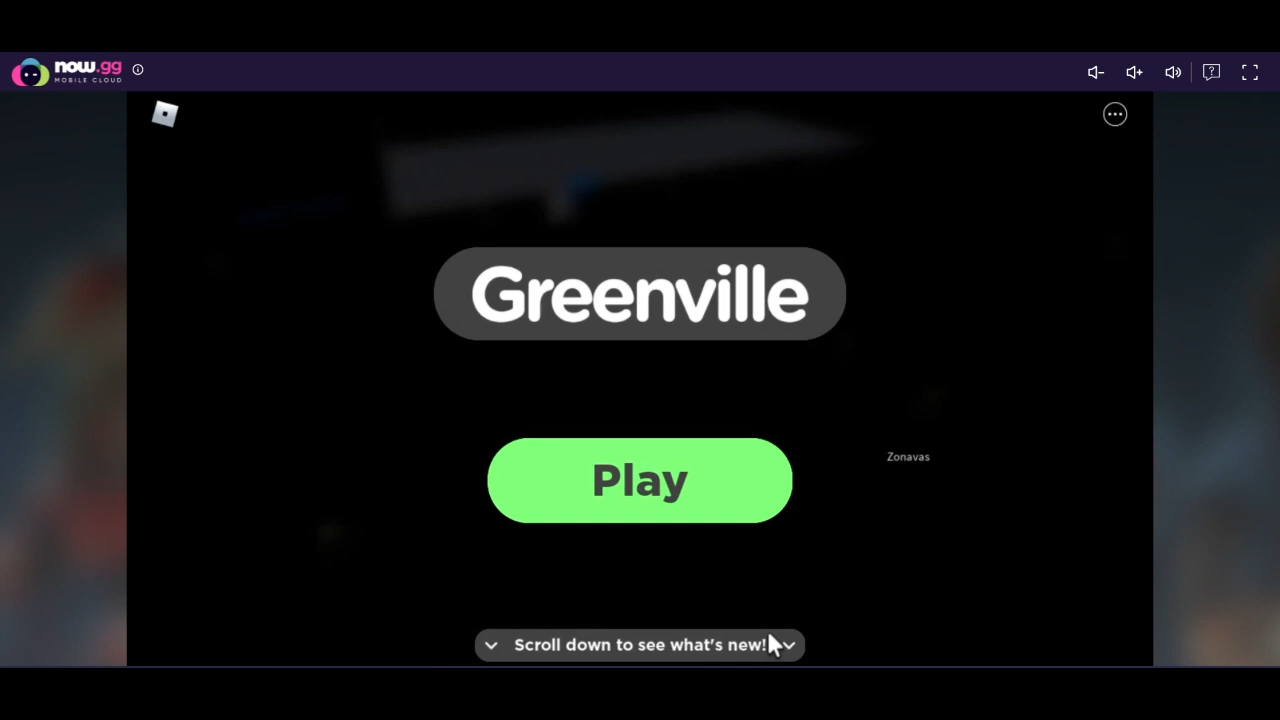 now.gg
MOBILE CLOUD
Greenville
Play
Zonavas
Scroll down to see what's new!